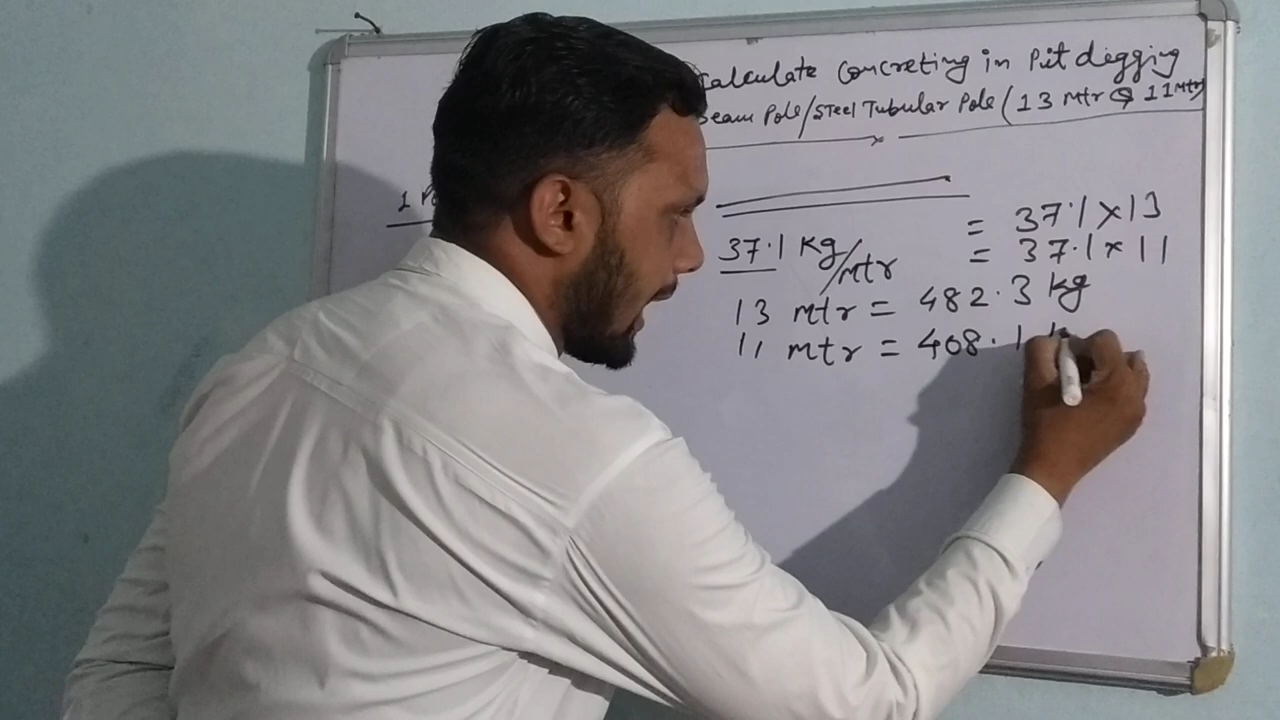 Calculate Concreting in Pit digging
Beam Pole/Steel Tubular Pole (13 Mtr & 11 Mtr)
1
37.1 Kg/Mtr
= 37.1 x 13
= 37.1 x 11
13 mtr = 482.3 kg
11 mtr = 408.1